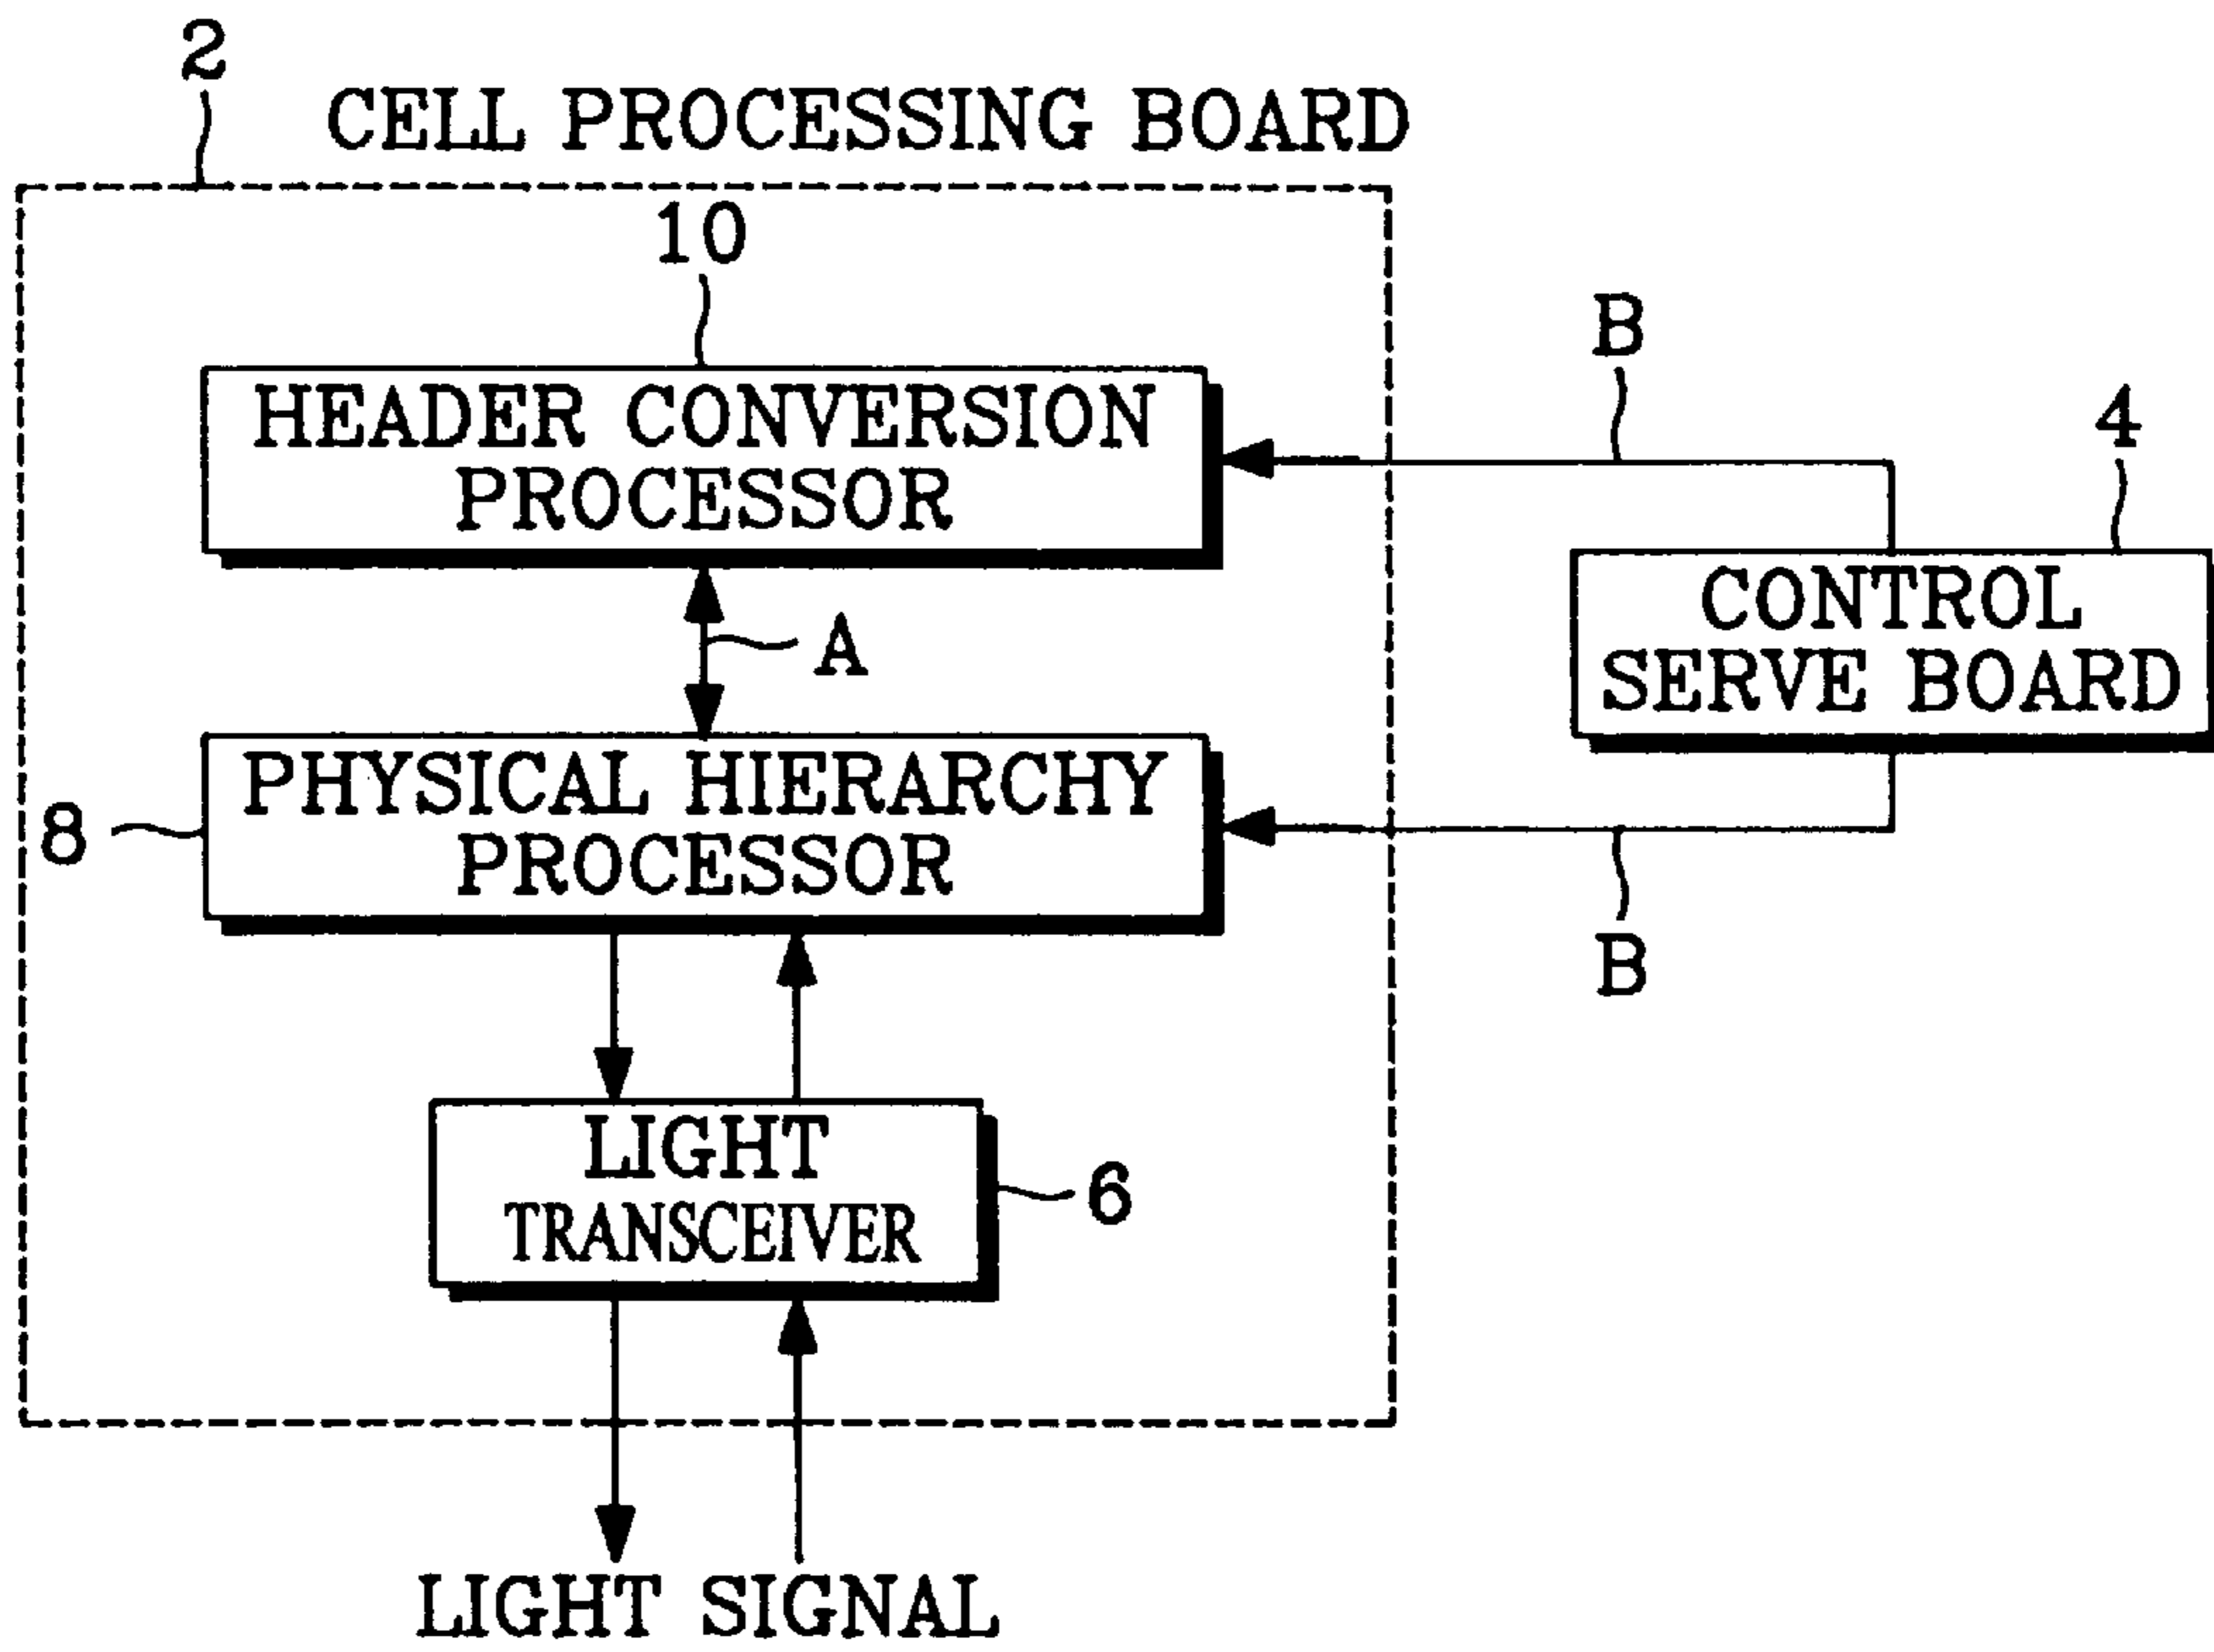 2
CELL PROCESSING BOARD
10
HEADER CONVERSION
PROCESSOR
B
4
CONTROL
SERVE BOARD
A
PHYSICAL HIERARCHY
PROCESSOR
8
B
LIGHT
TRANSCEIVER
6
LIGHT SIGNAL